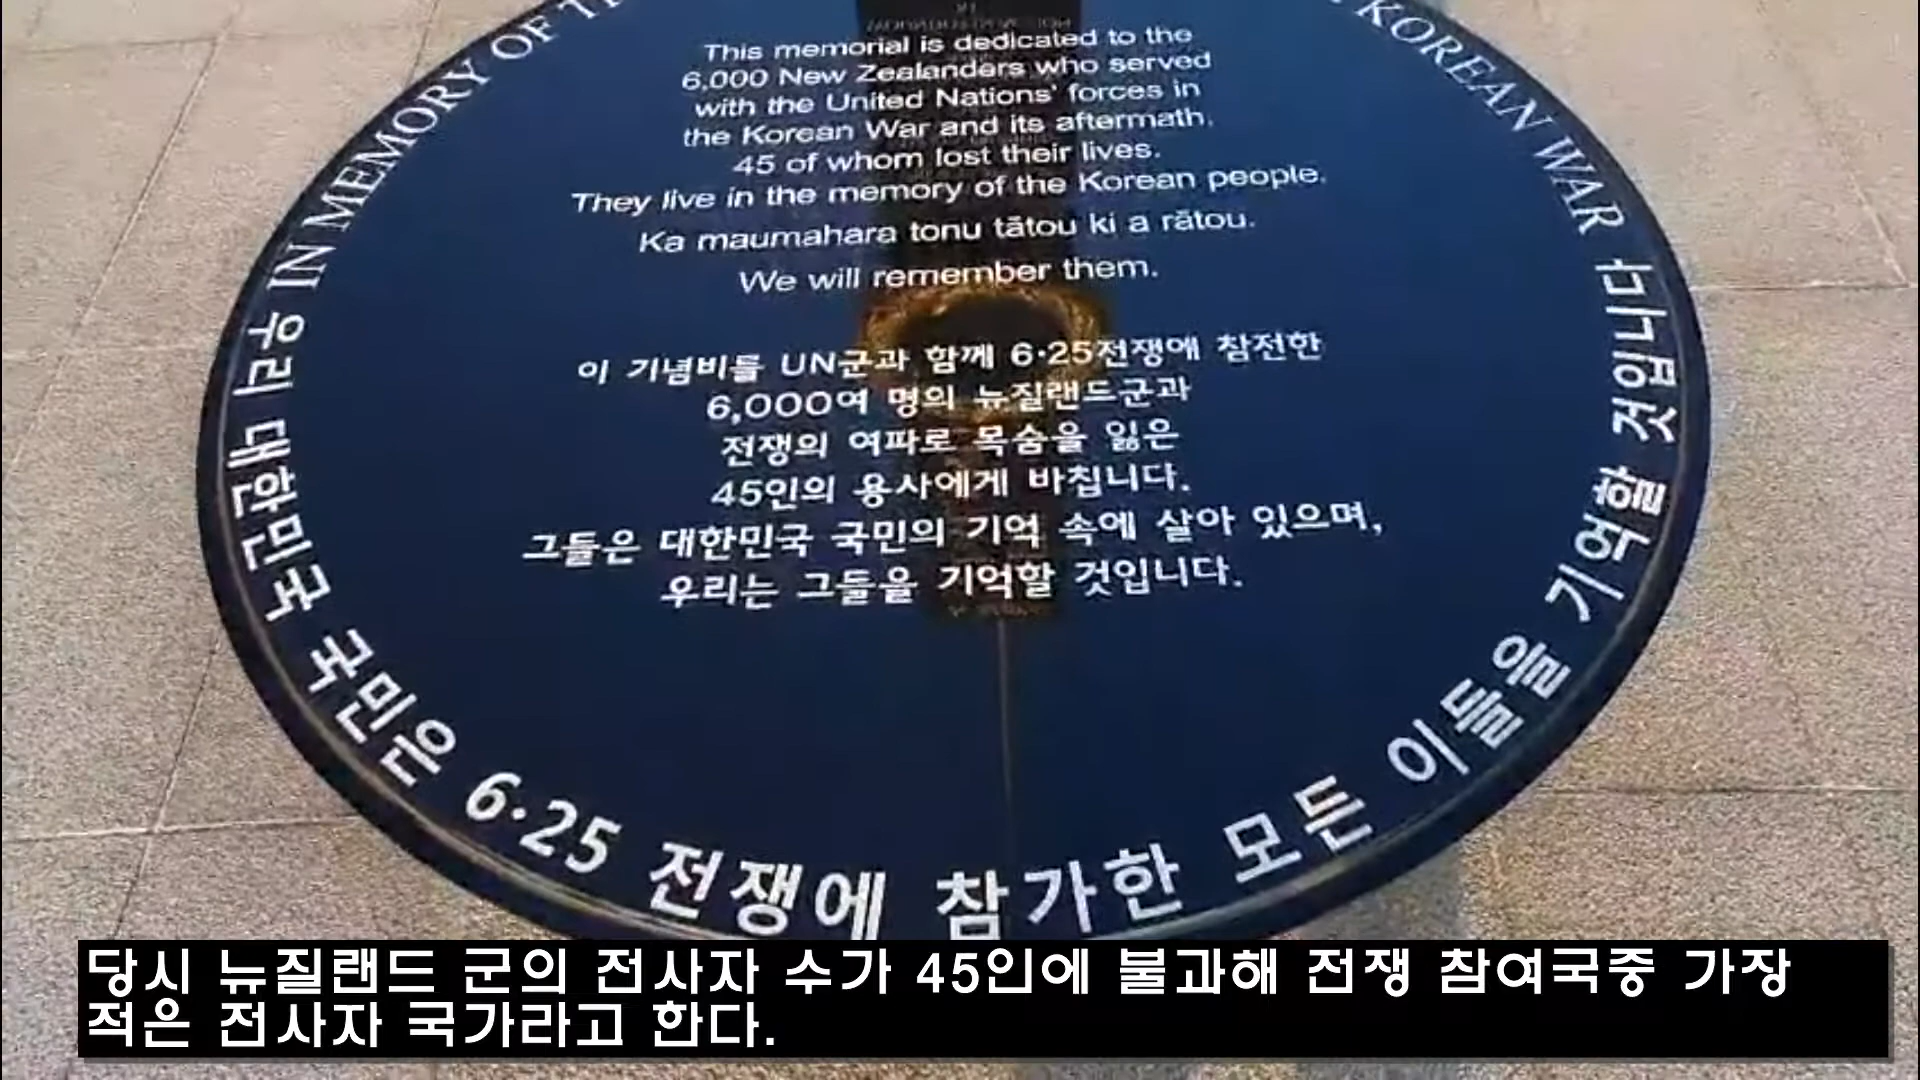 IN MEMORY OF
KOREAN WAR
This memorial is dedicated to the
6,000 New Zealanders who served
with the United Nations' forces in
the Korean War and its aftermath.
45 of whom lost their lives.
They live in the memory of the Korean people.
Ka maumahara tonu tātou ki a rātou.
We will remember them.
이 기념비를 UN군과 함께 6·25전쟁에 참전한
6,000여 명의 뉴질랜드군과
전쟁의 여파로 목숨을 잃은
45인의 용사에게 바칩니다.
그들은 대한민국 국민의 기억 속에 살아 있으며,
우리는 그들을 기억할 것입니다.
우리 대한민국 국민은 6·25 전쟁에 참가한 모든 이들을 기억할 것입니다
당시 뉴질랜드 군의 전사자 수가 45인에 불과해 전쟁 참여국중 가장
적은 전사자 국가라고 한다.